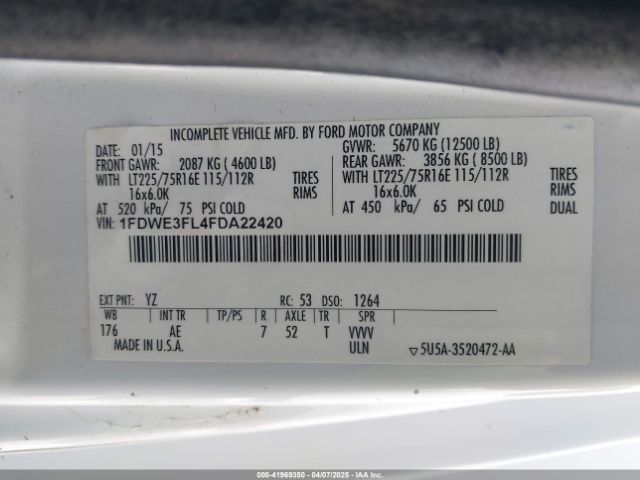 INCOMPLETE VEHICLE MFD. BY FORD MOTOR COMPANY
DATE: 01/15 GVWR: 5670 KG (12500 LB)
FRONT GAWR: 2087 KG ( 4600 LB) REAR GAWR: 3856 KG ( 8500 LB)
WITH LT225/75R16E 115/112R TIRES WITH LT225/75R16E 115/112R TIRES
16x6.0K RIMS 16x6.0K RIMS
AT 520 kPa/ 75 PSI COLD AT 450 kPa/ 65 PSI COLD DUAL
VIN: 1FDWE3FL4FDA22420
EXT PNT: YZ RC: 53 DSO: 1264
WB INT TR TP/PS R AXLE TR SPR
176 AE 7 52 T VVVV
MADE IN U.S.A. ULN ▽5U5A-3520472-AA
000-41969350 | 04/07/2025 - IAAI.COM